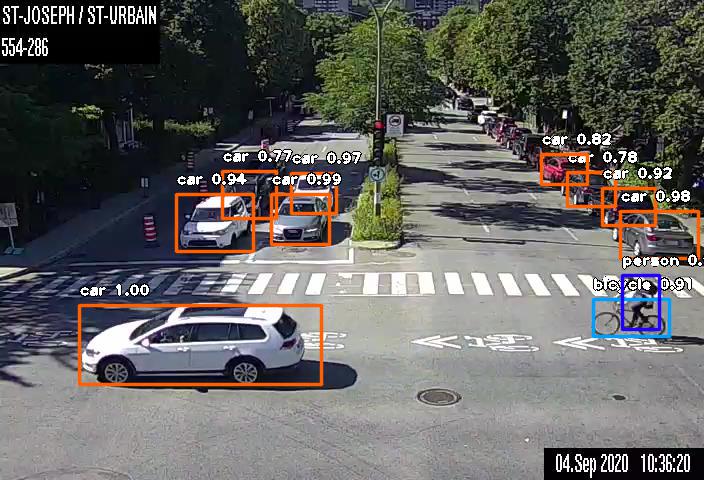 ST-JOSEPH / ST-URBAIN
554-286
car 0.82
car 0.77
car 0.97
car 0.78
car 0.94
car 0.99
car 0.92
car 0.98
person 0.
bicycle 0.91
car 1.00
04.Sep 2020 10:36:20